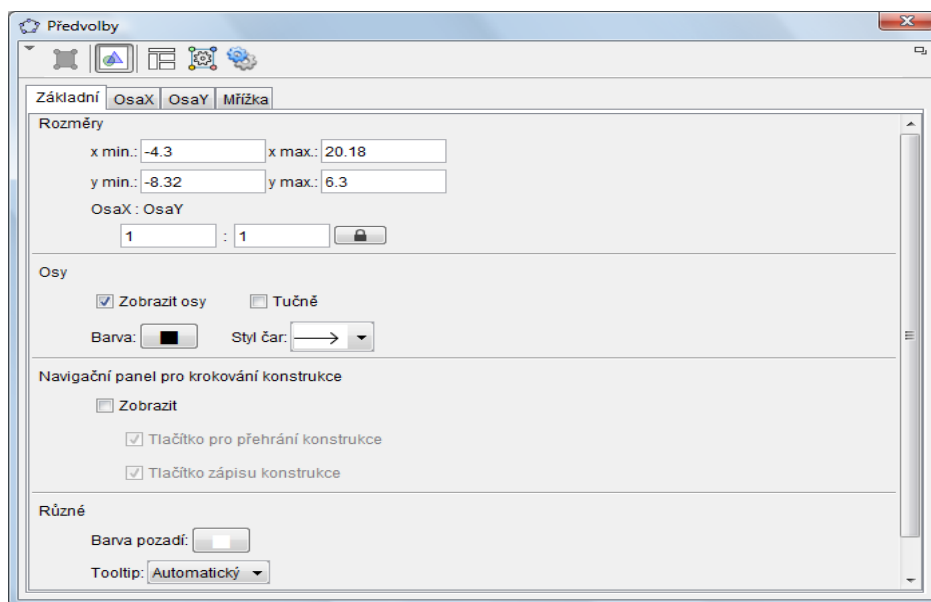 Předvolby
Základní OsaX OsaY Mřížka
Rozměry
x min.: -4.3 x max.: 20.18
y min.: -8.32 y max.: 6.3
OsaX : OsaY
1 : 1
Osy
Zobrazit osy Tučně
Barva: Styl čar:
Navigační panel pro krokování konstrukce
Zobrazit
Tlačítko pro přehrání konstrukce
Tlačítko zápisu konstrukce
Různé
Barva pozadí:
Tooltip: Automatický